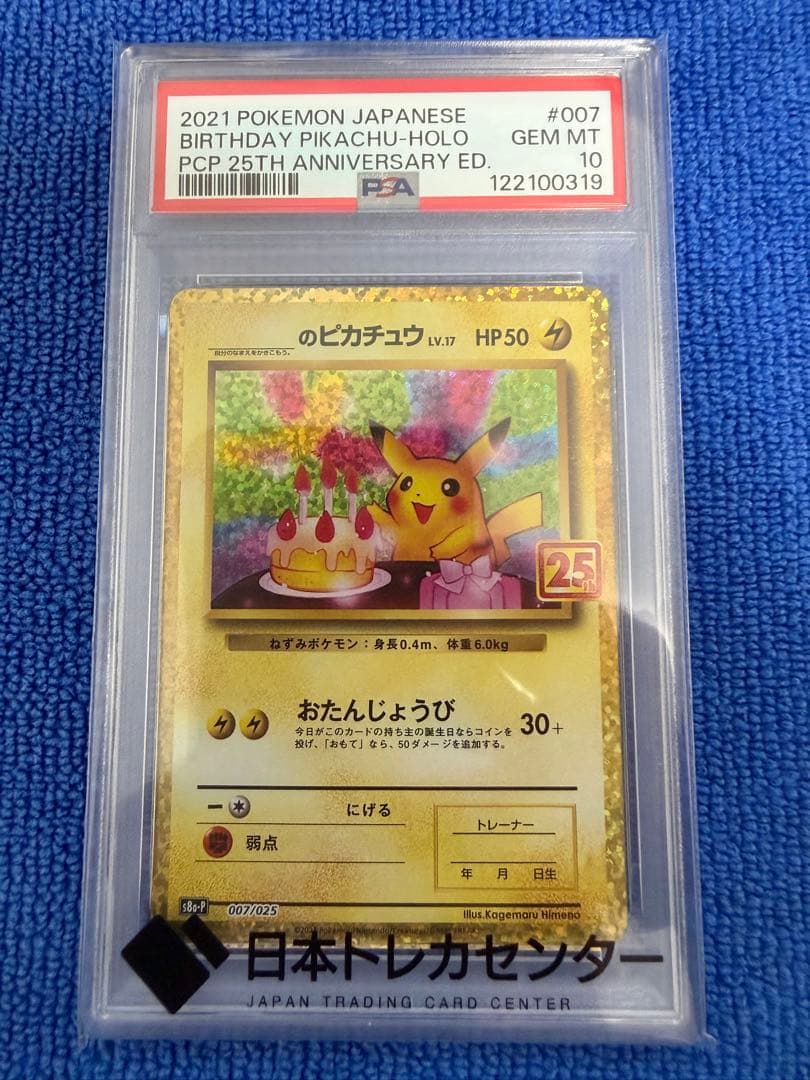 2021 POKEMON JAPANESE #007
BIRTHDAY PIKACHU-HOLO GEM MT
PCP 25TH ANNIVERSARY ED. 10
PSA 122100319
のピカチュウ LV.17 HP50
自分のなまえをかきこもう。
25th
ねずみポケモン：身長0.4m、体重6.0kg
おたんじょうび 30+
今日がこのカードの持ち主の誕生日ならコインを
投げ、「おもて」なら、50ダメージを追加する。
にげる
弱点
トレーナー
年 月 日生
s8a-P 007/025
Illus.Kagemaru Himeno
日本トレカセンター
JAPAN TRADING CARD CENTER